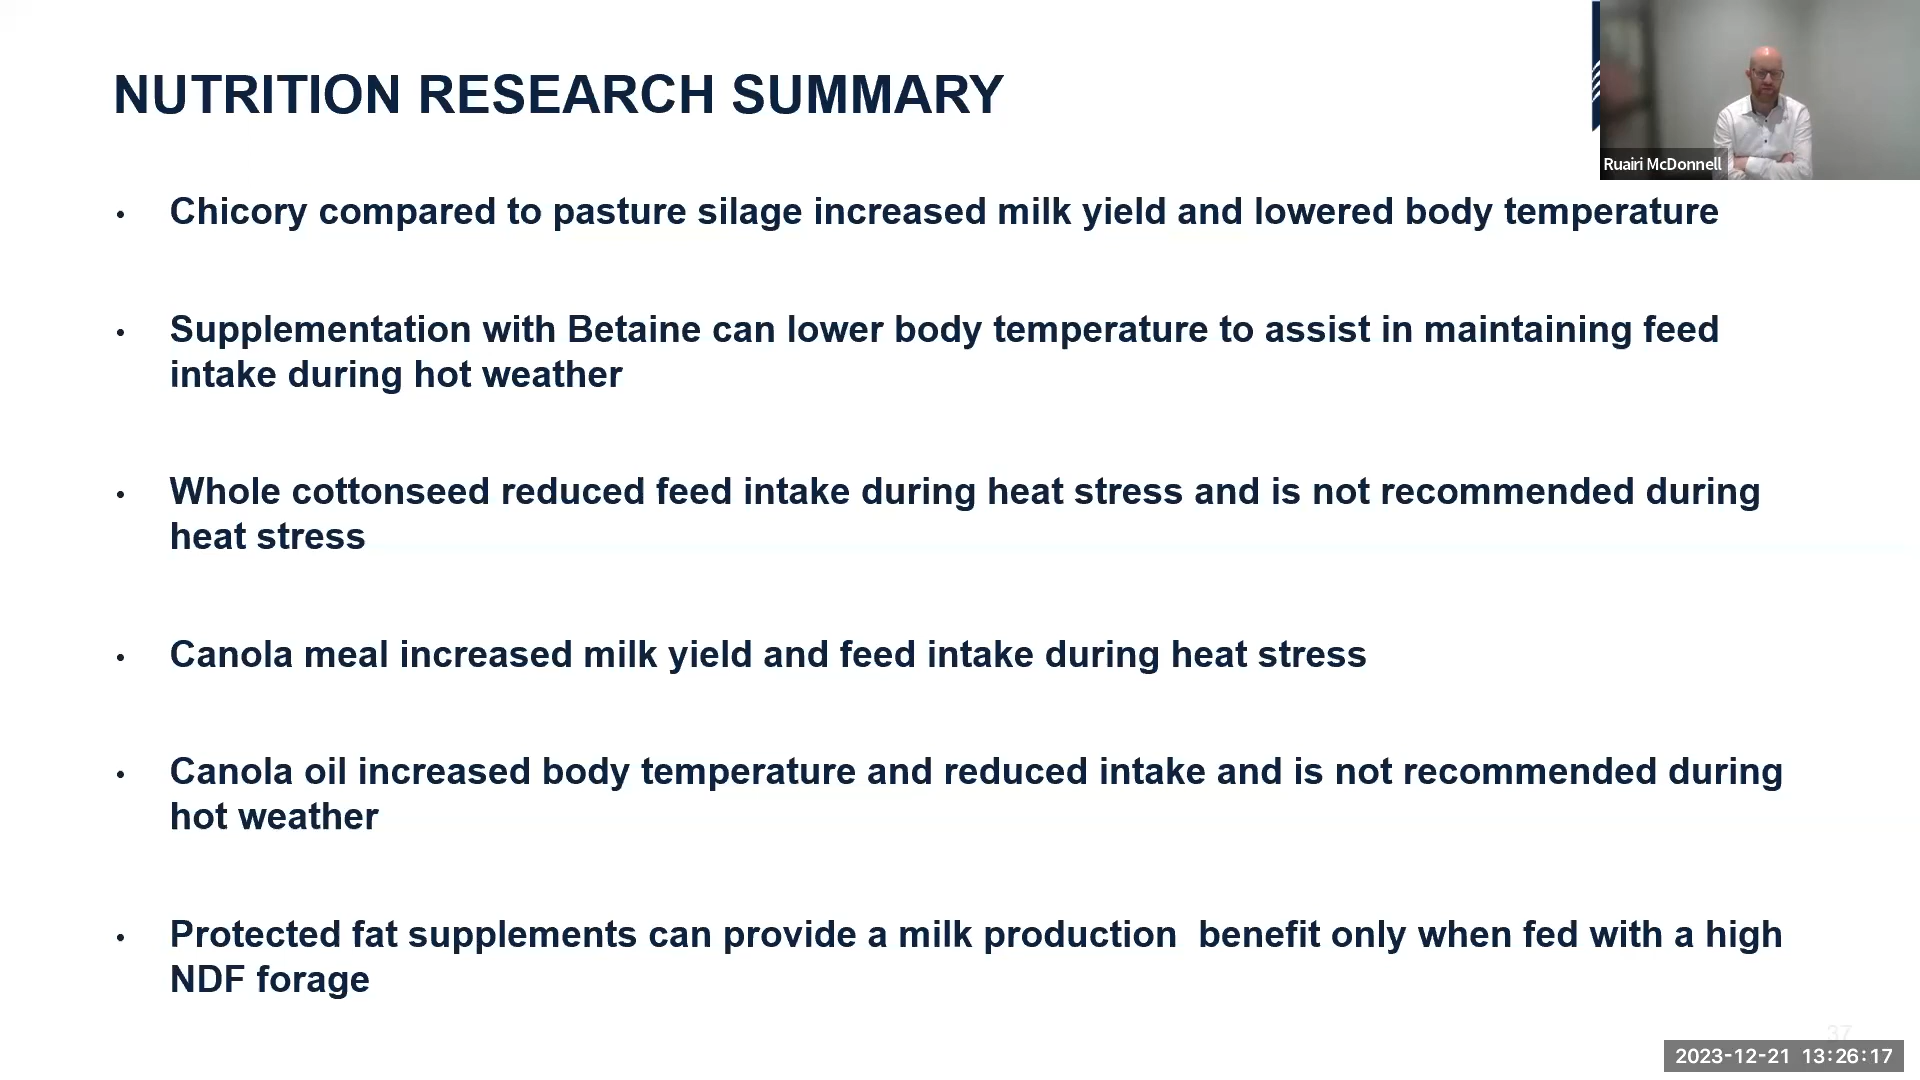 NUTRITION RESEARCH SUMMARY
Ruairi McDonnell
• Chicory compared to pasture silage increased milk yield and lowered body temperature
• Supplementation with Betaine can lower body temperature to assist in maintaining feed
intake during hot weather
• Whole cottonseed reduced feed intake during heat stress and is not recommended during
heat stress
• Canola meal increased milk yield and feed intake during heat stress
• Canola oil increased body temperature and reduced intake and is not recommended during
hot weather
• Protected fat supplements can provide a milk production  benefit only when fed with a high
NDF forage
37
2023-12-21 13:26:17